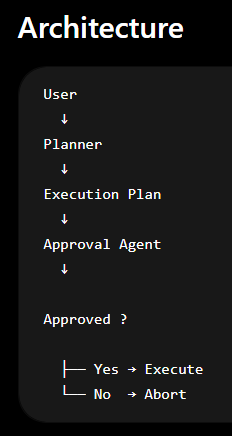 Architecture
User
↓
Planner
↓
Execution Plan
↓
Approval Agent
↓
Approved ?
├── Yes → Execute
└── No  → Abort